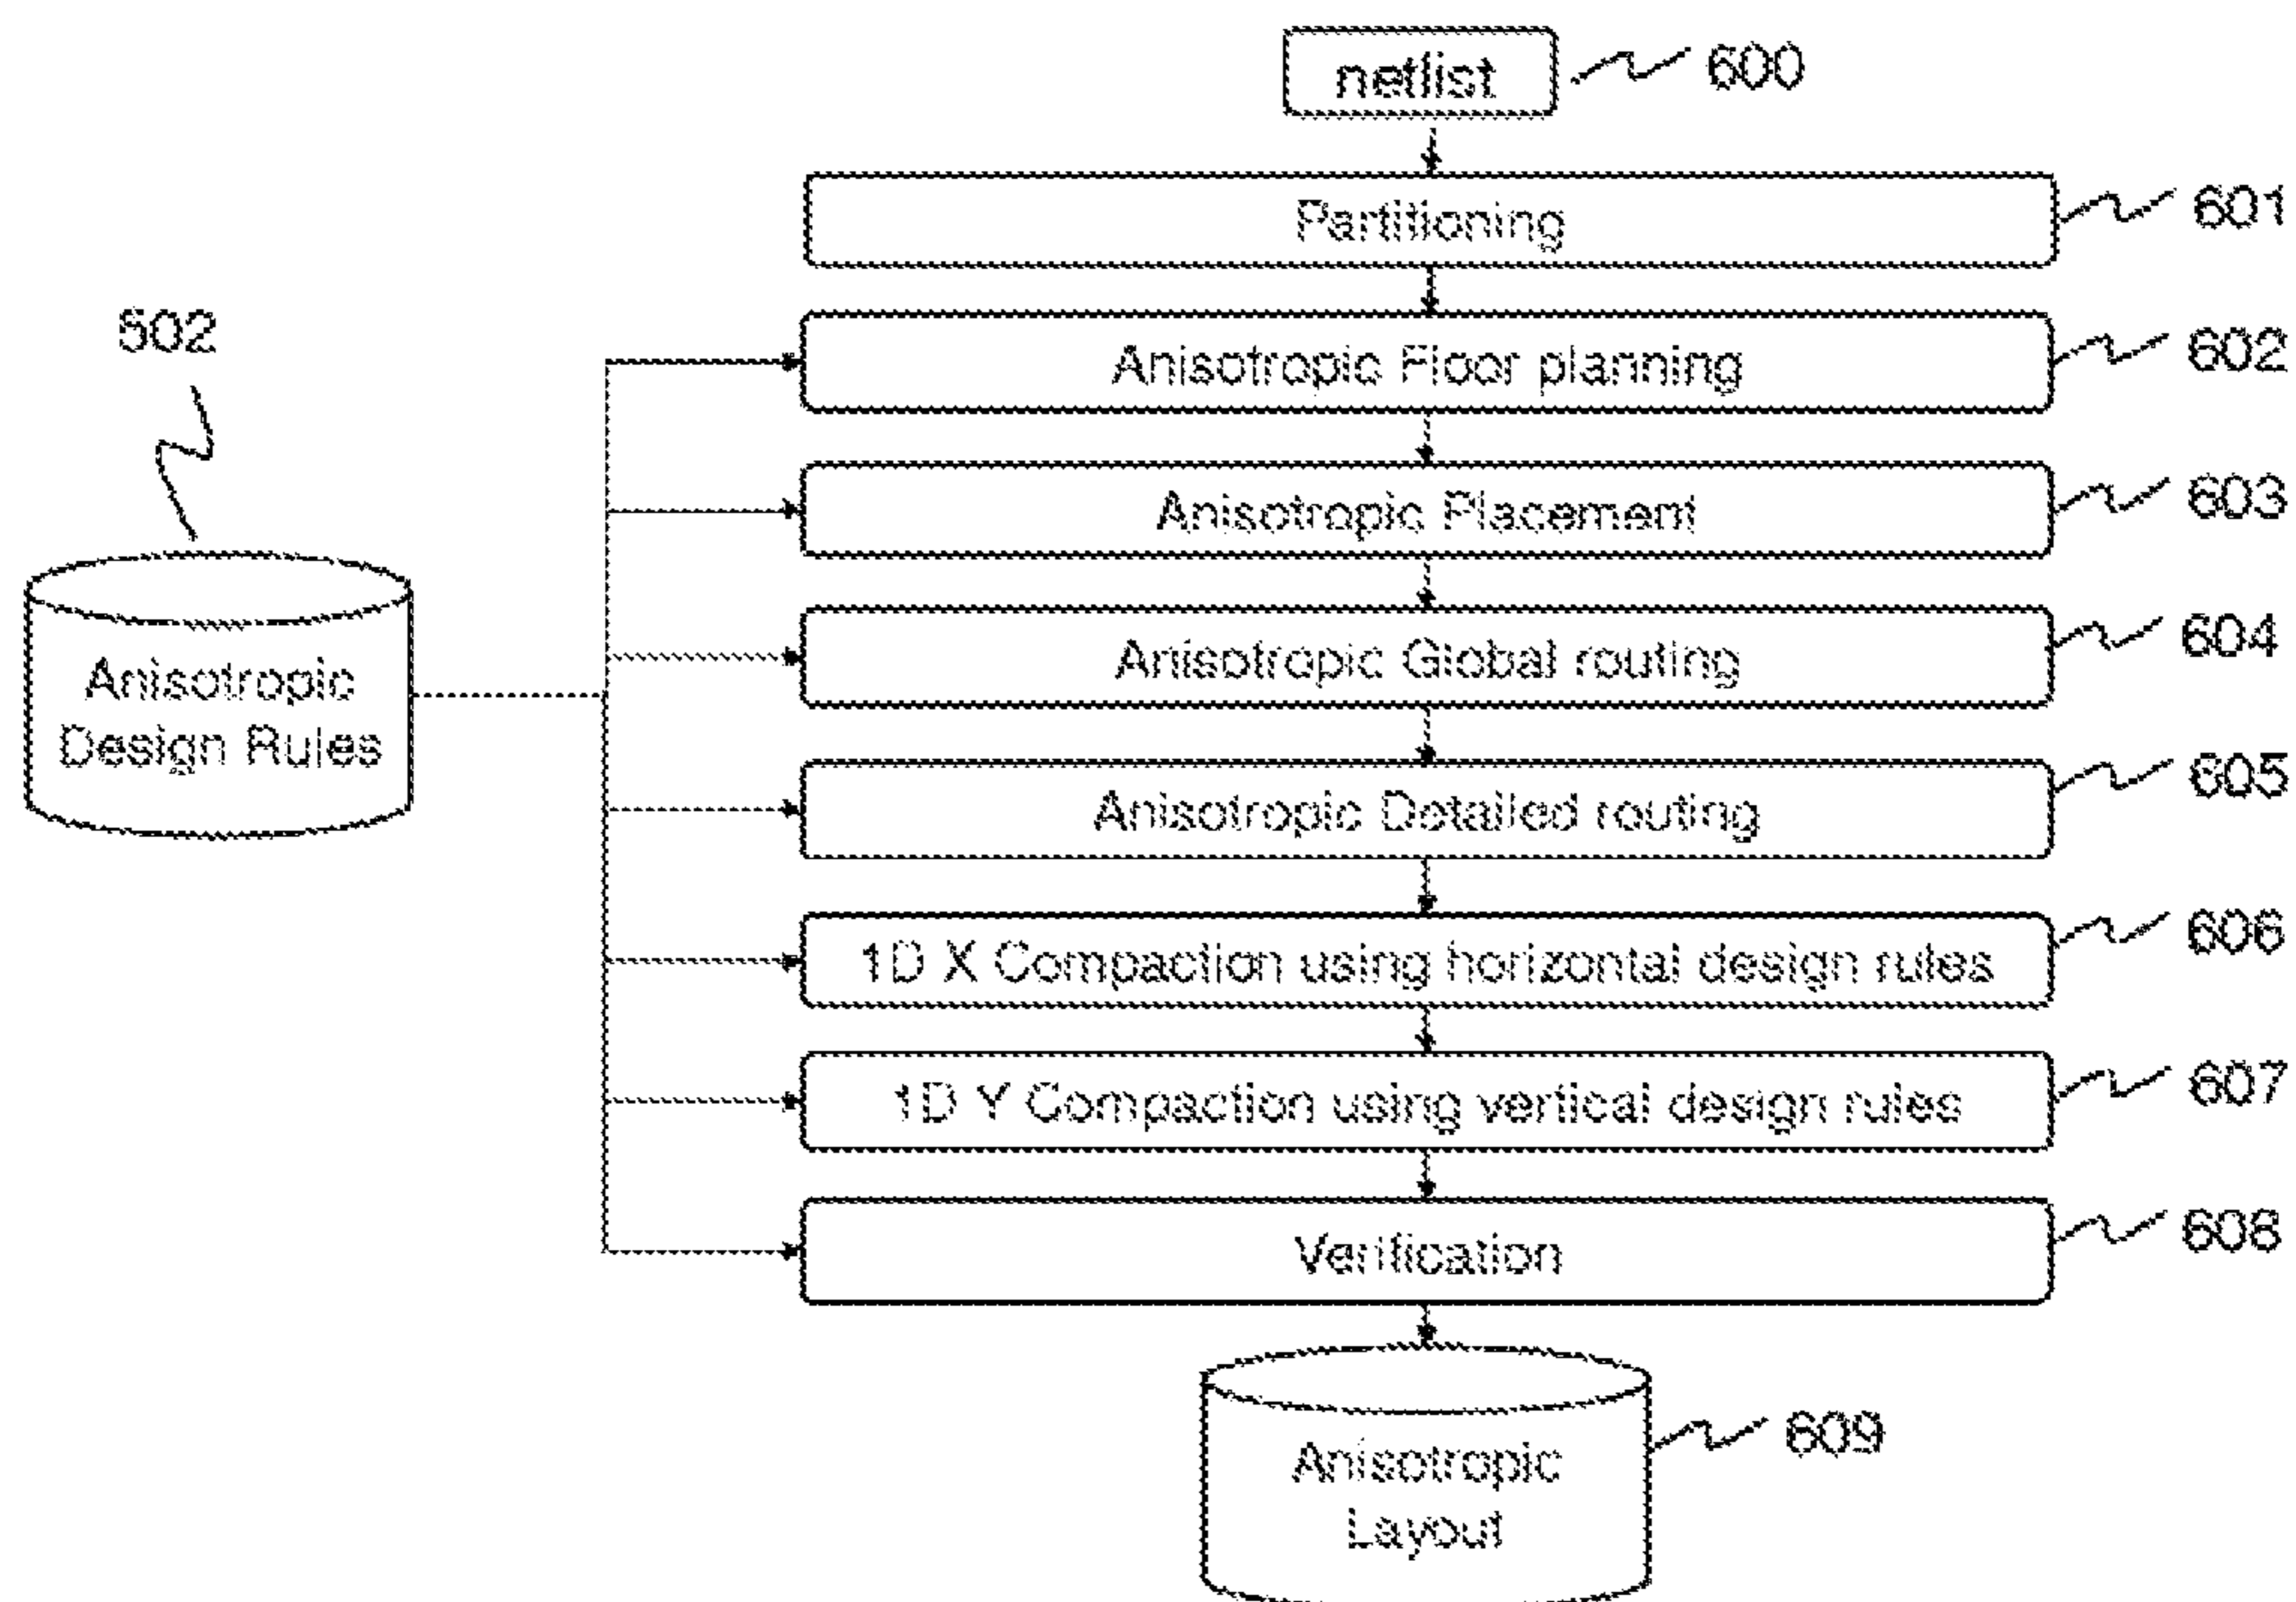 netlist
600
Partitioning
601
502
Anisotropic Floor planning
602
Anisotropic Placement
603
Anisotropic Global routing
604
Anisotropic
Design Rules
Anisotropic Detailed routing
605
1D X Compaction using horizontal design rules
606
1D Y Compaction using vertical design rules
607
Verification
608
Anisotropic
Layout
609